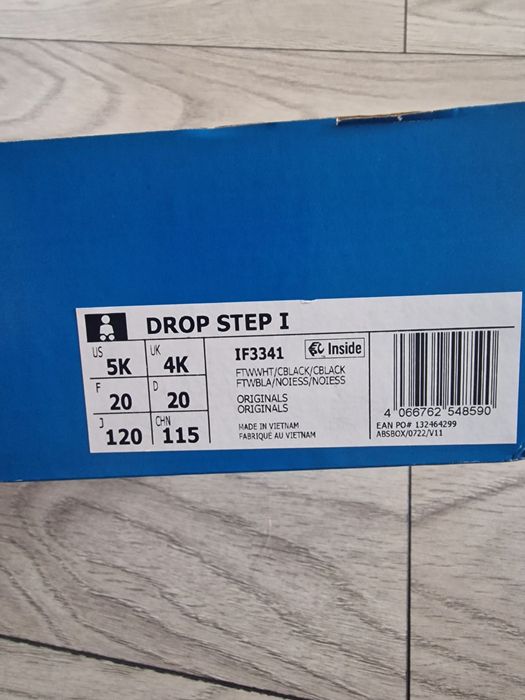 DROP STEP I
US 5K UK 4K
F 20 D 20
J 120 CHN 115
IF3341 Inside
FTWWHT/CBLACK/CBLACK
FTWBLA/NOIESS/NOIESS
ORIGINALS
ORIGINALS
MADE IN VIETNAM
FABRIQUE AU VIETNAM
4 066762 548590
EAN PO# 132464299
ABSBOX/0722/V11